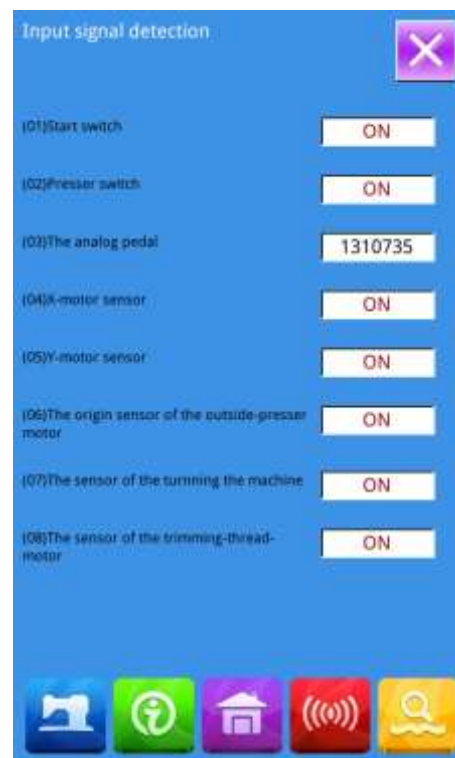 Input signal detection
(01)Start switch
ON
(02)Presser switch
ON
(03)The analog pedal
1310735
(04)X-motor sensor
ON
(05)Y-motor sensor
ON
(06)The origin sensor of the outside-presser
motor
ON
(07)The sensor of the turnning the machine
ON
(08)The sensor of the trimming-thread-
motor
ON